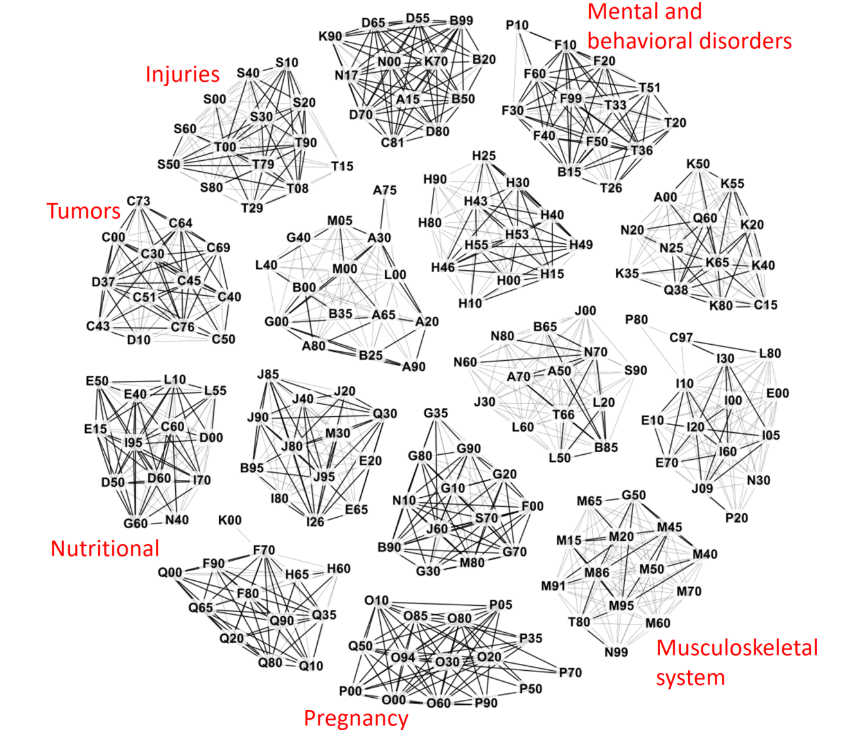 Mental and
behavioral disorders
Injuries
Tumors
Nutritional
Pregnancy
Musculoskeletal
system
S10
S40
S00
S20
S30
S60
T00
T90
S50
T79
T15
S80
T08
T29
D65
D55
B99
K90
N00
K70
B20
N17
A15
B50
D70
D80
C81
P10
F10
F20
F60
T51
F99
T33
F30
T20
F40
F50
T36
B15
T26
C73
C64
C00
C69
C30
D37
C45
C51
C40
C43
C76
D10
C50
A75
M05
G40
A30
L40
M00
L00
B00
G00
B35
A65
A20
A80
B25
A90
H25
H90
H30
H43
H80
H40
H53
H55
H49
H46
H00
H15
H10
K50
K55
A00
Q60
N20
K20
N25
K65
K40
K35
Q38
K80
C15
J00
B65
N80
N70
N60
A70
A50
S90
J30
L20
T66
L60
B85
L50
P80
C97
I30
L80
I10
I00
E00
E10
I20
I05
E70
I60
N30
J09
P20
E50
L10
E40
L55
E15
C60
D00
I95
D50
D60
I70
G60
N40
J85
J40
J20
J90
Q30
M30
J80
E20
B95
J95
I80
E65
I26
G35
G80
G90
G20
G10
N10
F00
S70
J60
B90
G70
M80
G30
M65
G50
M45
M15
M20
M40
M86
M50
M91
M70
M95
T80
M60
N99
K00
F70
F90
Q00
H65
H60
F80
Q65
Q90
Q35
Q20
Q80
Q10
O10
P05
O85
O80
P35
Q50
O94
O30
O20
P70
P00
O00
O60
P90
P50